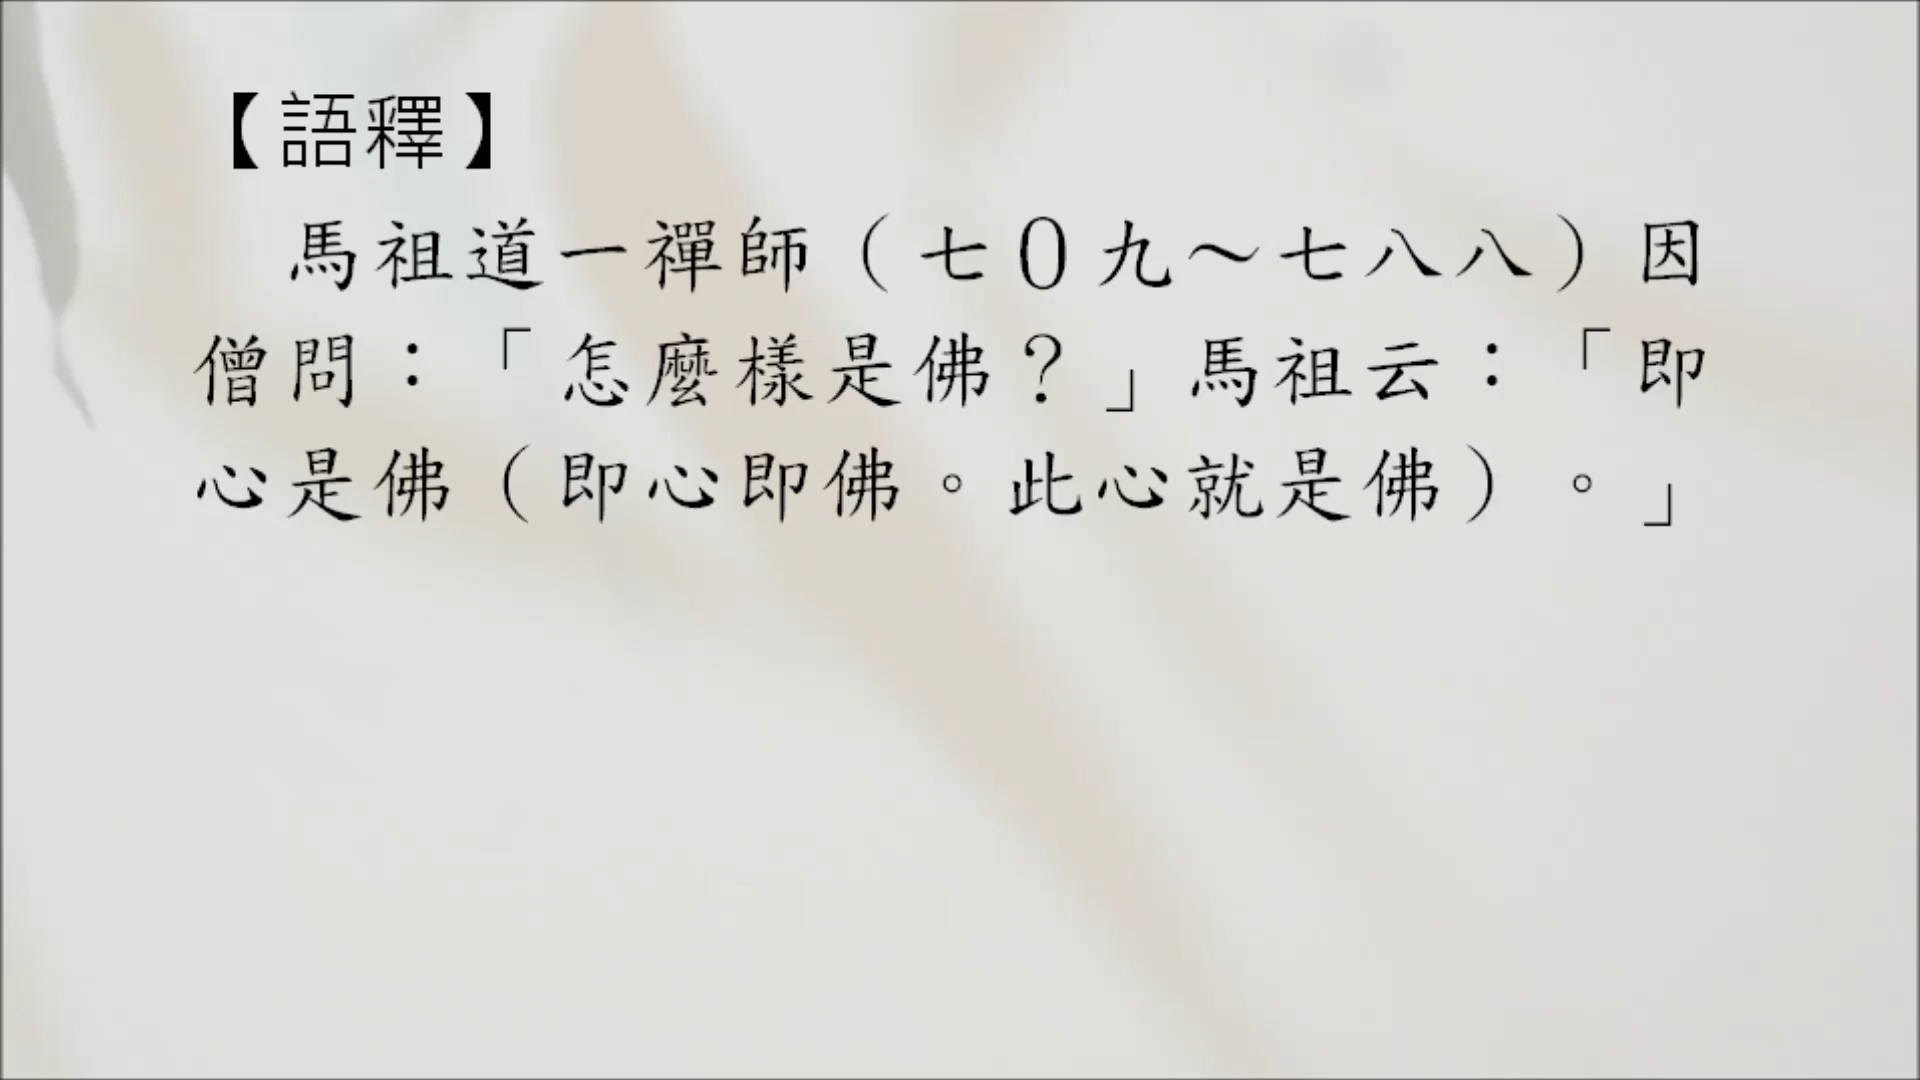 【語釋】
馬祖道一禪師（七０九～七八八）因
僧問：「怎麼樣是佛？」馬祖云：「即
心是佛（即心即佛。此心就是佛）。」